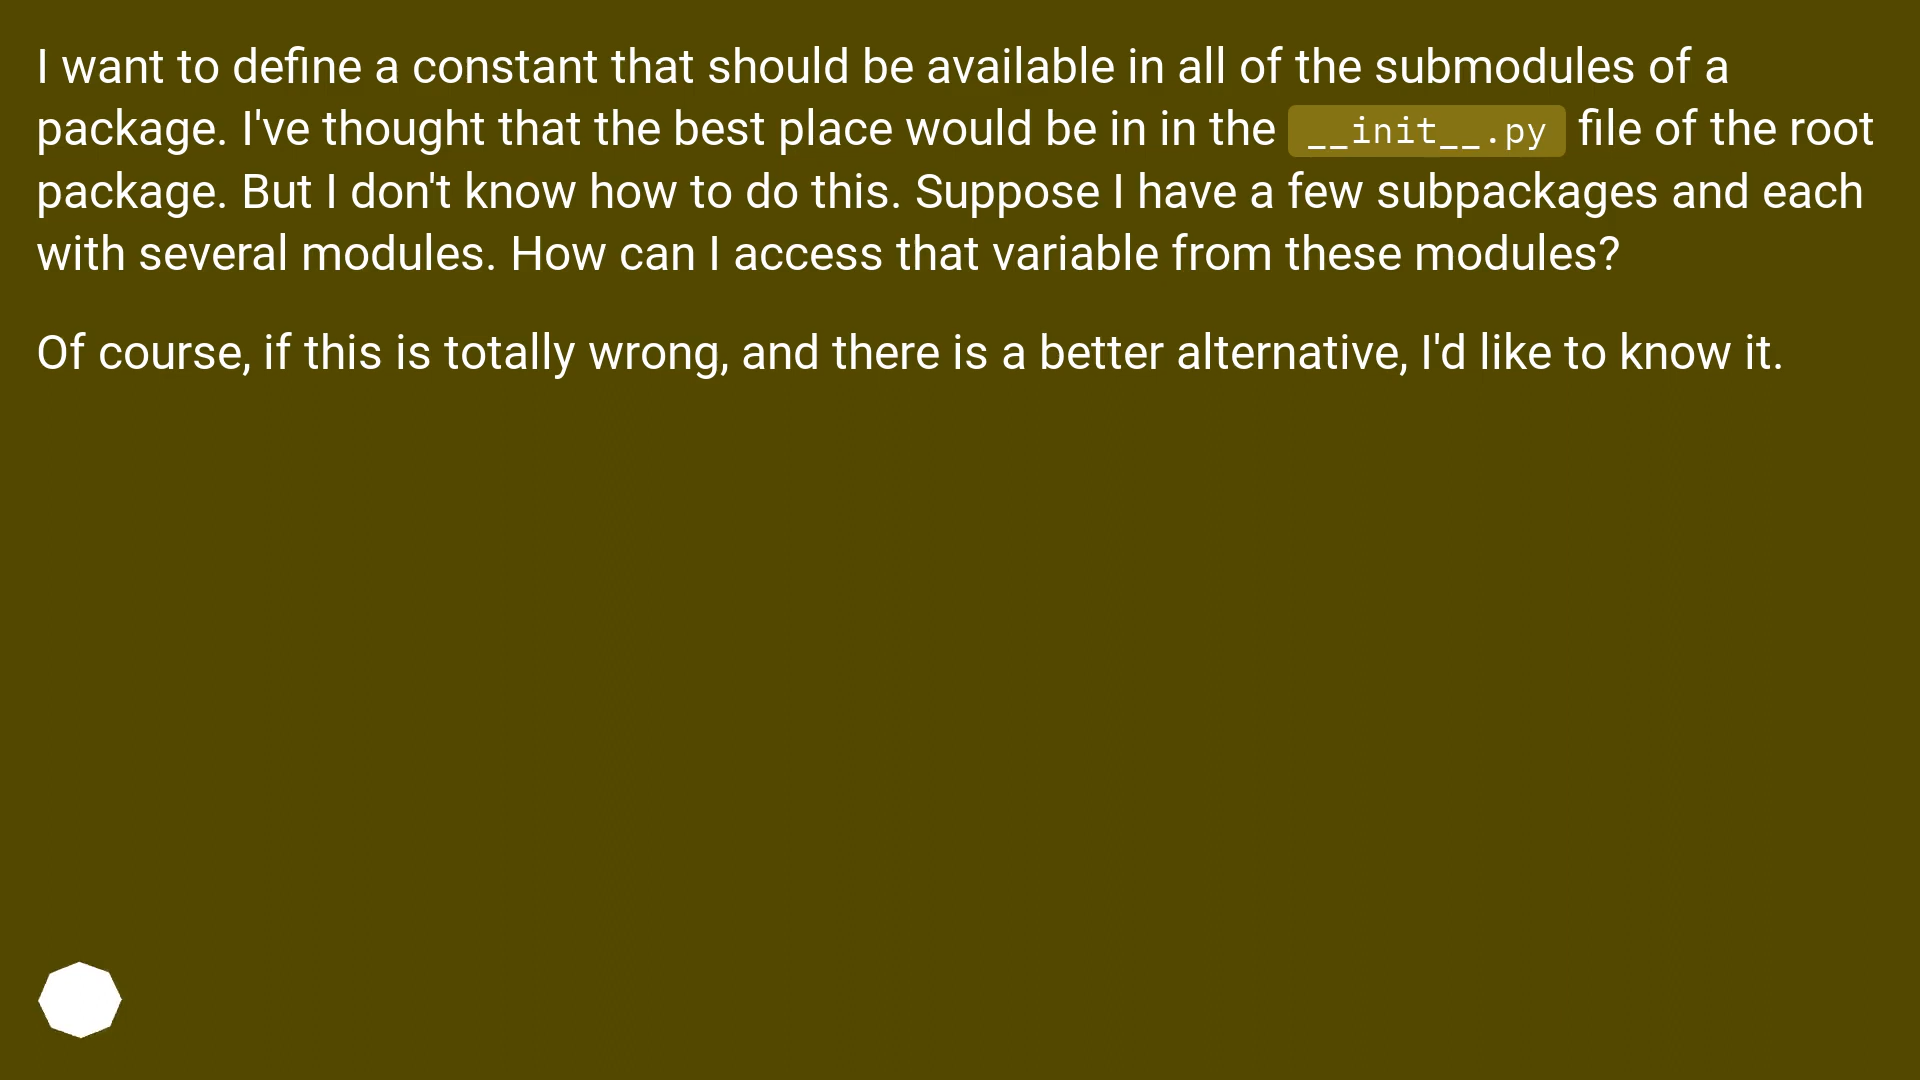 I want to define a constant that should be available in all of the submodules of a
package. I've thought that the best place would be in in the __init__.py file of the root
package. But I don't know how to do this. Suppose I have a few subpackages and each
with several modules. How can I access that variable from these modules?
Of course, if this is totally wrong, and there is a better alternative, I'd like to know it.